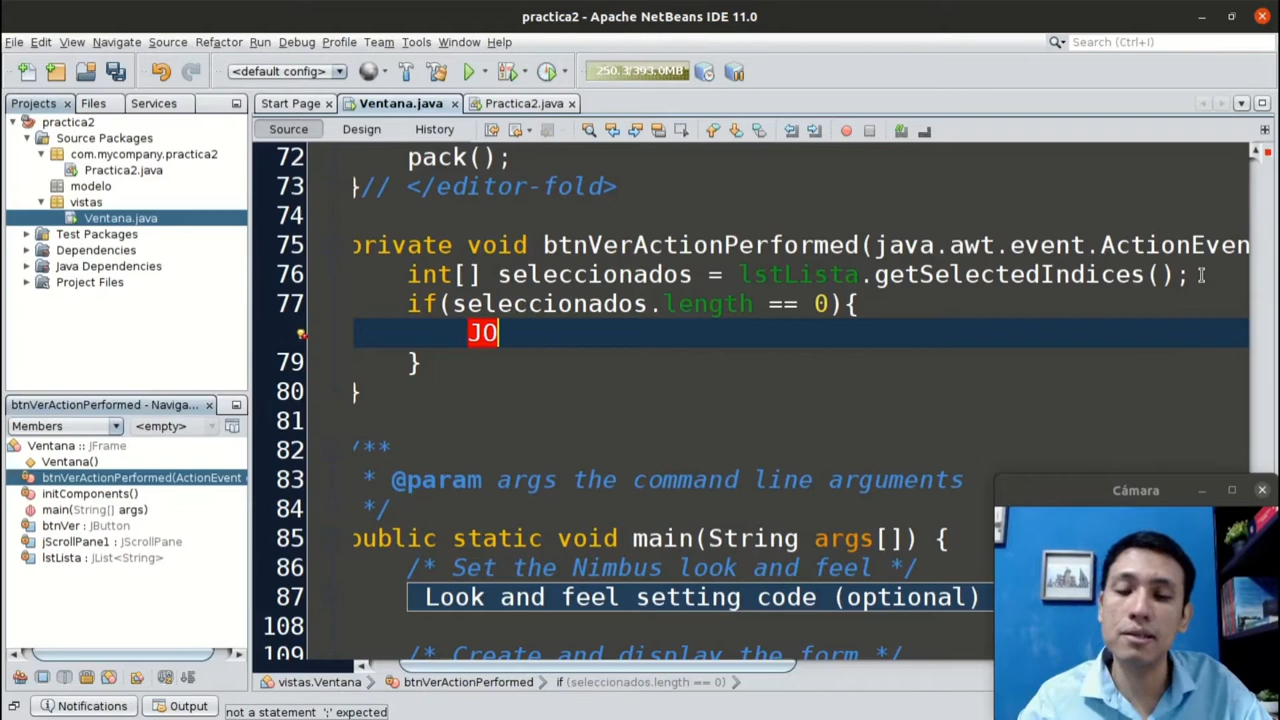 practica2 - Apache NetBeans IDE 11.0
File Edit View Navigate Source Refactor Run Debug Profile Team Tools Window Help
Search (Ctrl+I)
<default config>
250.3/393.0MB
Projects Files Services
Start Page Ventana.java Practica2.java
practica2
Source Packages
com.mycompany.practica2
Practica2.java
modelo
vistas
Ventana.java
Test Packages
Dependencies
Java Dependencies
Project Files
Source Design History
72 pack();
73 }// </editor-fold>
74
75 private void btnVerActionPerformed(java.awt.event.ActionEven
76 int[] seleccionados = lstLista.getSelectedIndices();
77 if(seleccionados.length == 0){
JO
79 }
80 }
81
82 /**
83 * @param args the command line arguments
84 */
85 public static void main(String args[]) {
86 /* Set the Nimbus look and feel */
87 Look and feel setting code (optional)
108
109 /* Create and display the form */
btnVerActionPerformed - Naviga...
Members <empty>
Ventana :: JFrame
Ventana()
btnVerActionPerformed(ActionEvent
initComponents()
main(String[] args)
btnVer : JButton
jScrollPane1 : JScrollPane
lstLista : JList<String>
Cámara
vistas.Ventana btnVerActionPerformed if (seleccionados.length == 0)
Notifications Output not a statement ';' expected